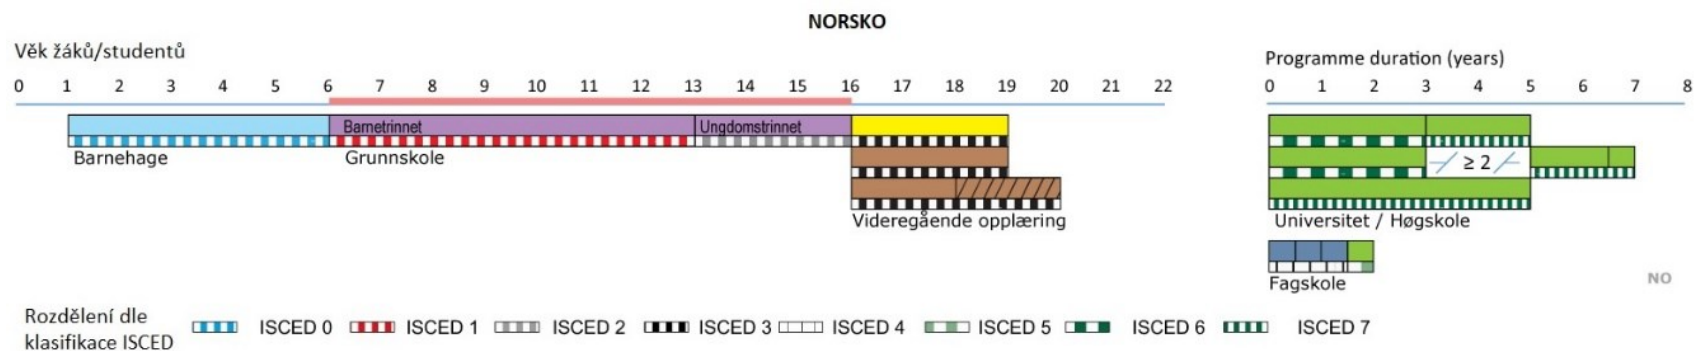 NORSKO
Věk žáků/studentů
Programme duration (years)
0 1 2 3 4 5 6 7 8 9 10 11 12 13 14 15 16 17 18 19 20 21 22
0 1 2 3 4 5 6 7 8
Barnetrinnet Ungdomstrinnet
Barnehage Grunnskole
≥ 2
Videregående opplæring
Universitet / Høgskole
Fagskole
NO
Rozdělení dle
klasifikace ISCED
ISCED 0 ISCED 1 ISCED 2 ISCED 3 ISCED 4 ISCED 5 ISCED 6 ISCED 7